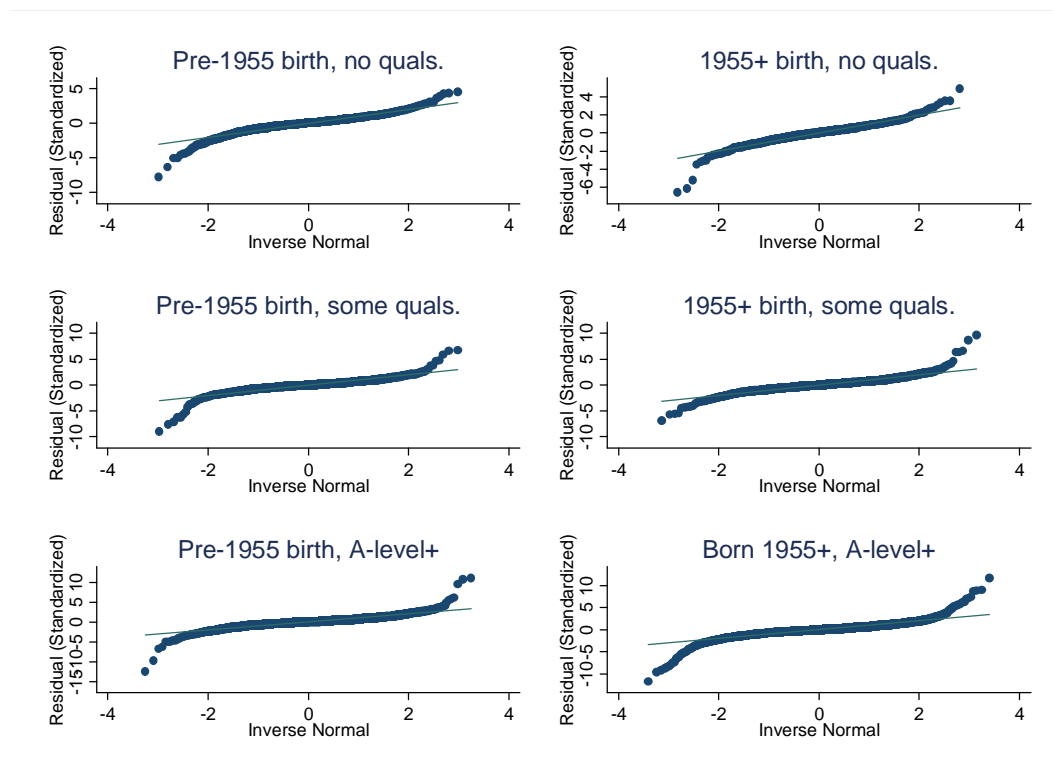 Pre-1955 birth, no quals.
Residual (Standardized)
5
0
-5
-10
-4 -2 0 2 4
Inverse Normal
1955+ birth, no quals.
Residual (Standardized)
4
2
0
-2
-4
-6
-4 -2 0 2 4
Inverse Normal
Pre-1955 birth, some quals.
Residual (Standardized)
10
5
0
-5
-10
-4 -2 0 2 4
Inverse Normal
1955+ birth, some quals.
Residual (Standardized)
10
5
0
-5
-10
-4 -2 0 2 4
Inverse Normal
Pre-1955 birth, A-level+
Residual (Standardized)
10
5
0
-5
-10
-15
-4 -2 0 2 4
Inverse Normal
Born 1955+, A-level+
Residual (Standardized)
10
5
0
-5
-10
-4 -2 0 2 4
Inverse Normal